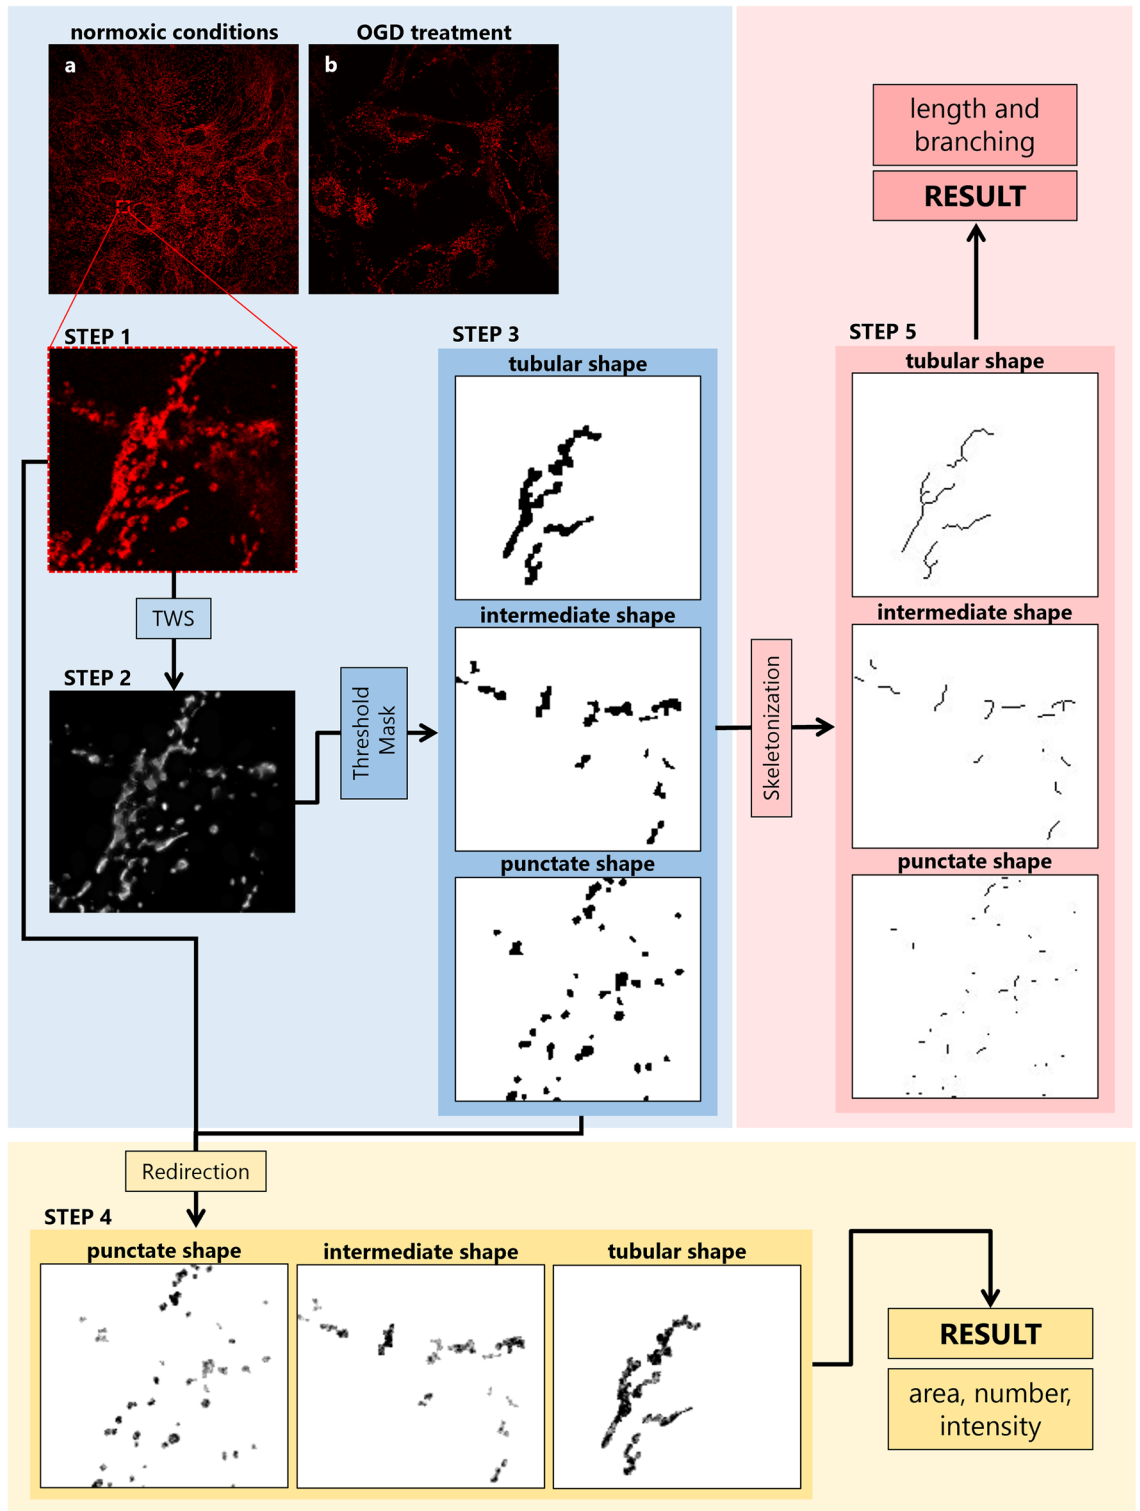 normoxic conditions
OGD treatment
a
b
STEP 1
TWS
STEP 2
Threshold
Mask
STEP 3
tubular shape
intermediate shape
punctate shape
Skeletonization
STEP 5
tubular shape
intermediate shape
punctate shape
length and
branching
RESULT
Redirection
STEP 4
punctate shape
intermediate shape
tubular shape
RESULT
area, number,
intensity